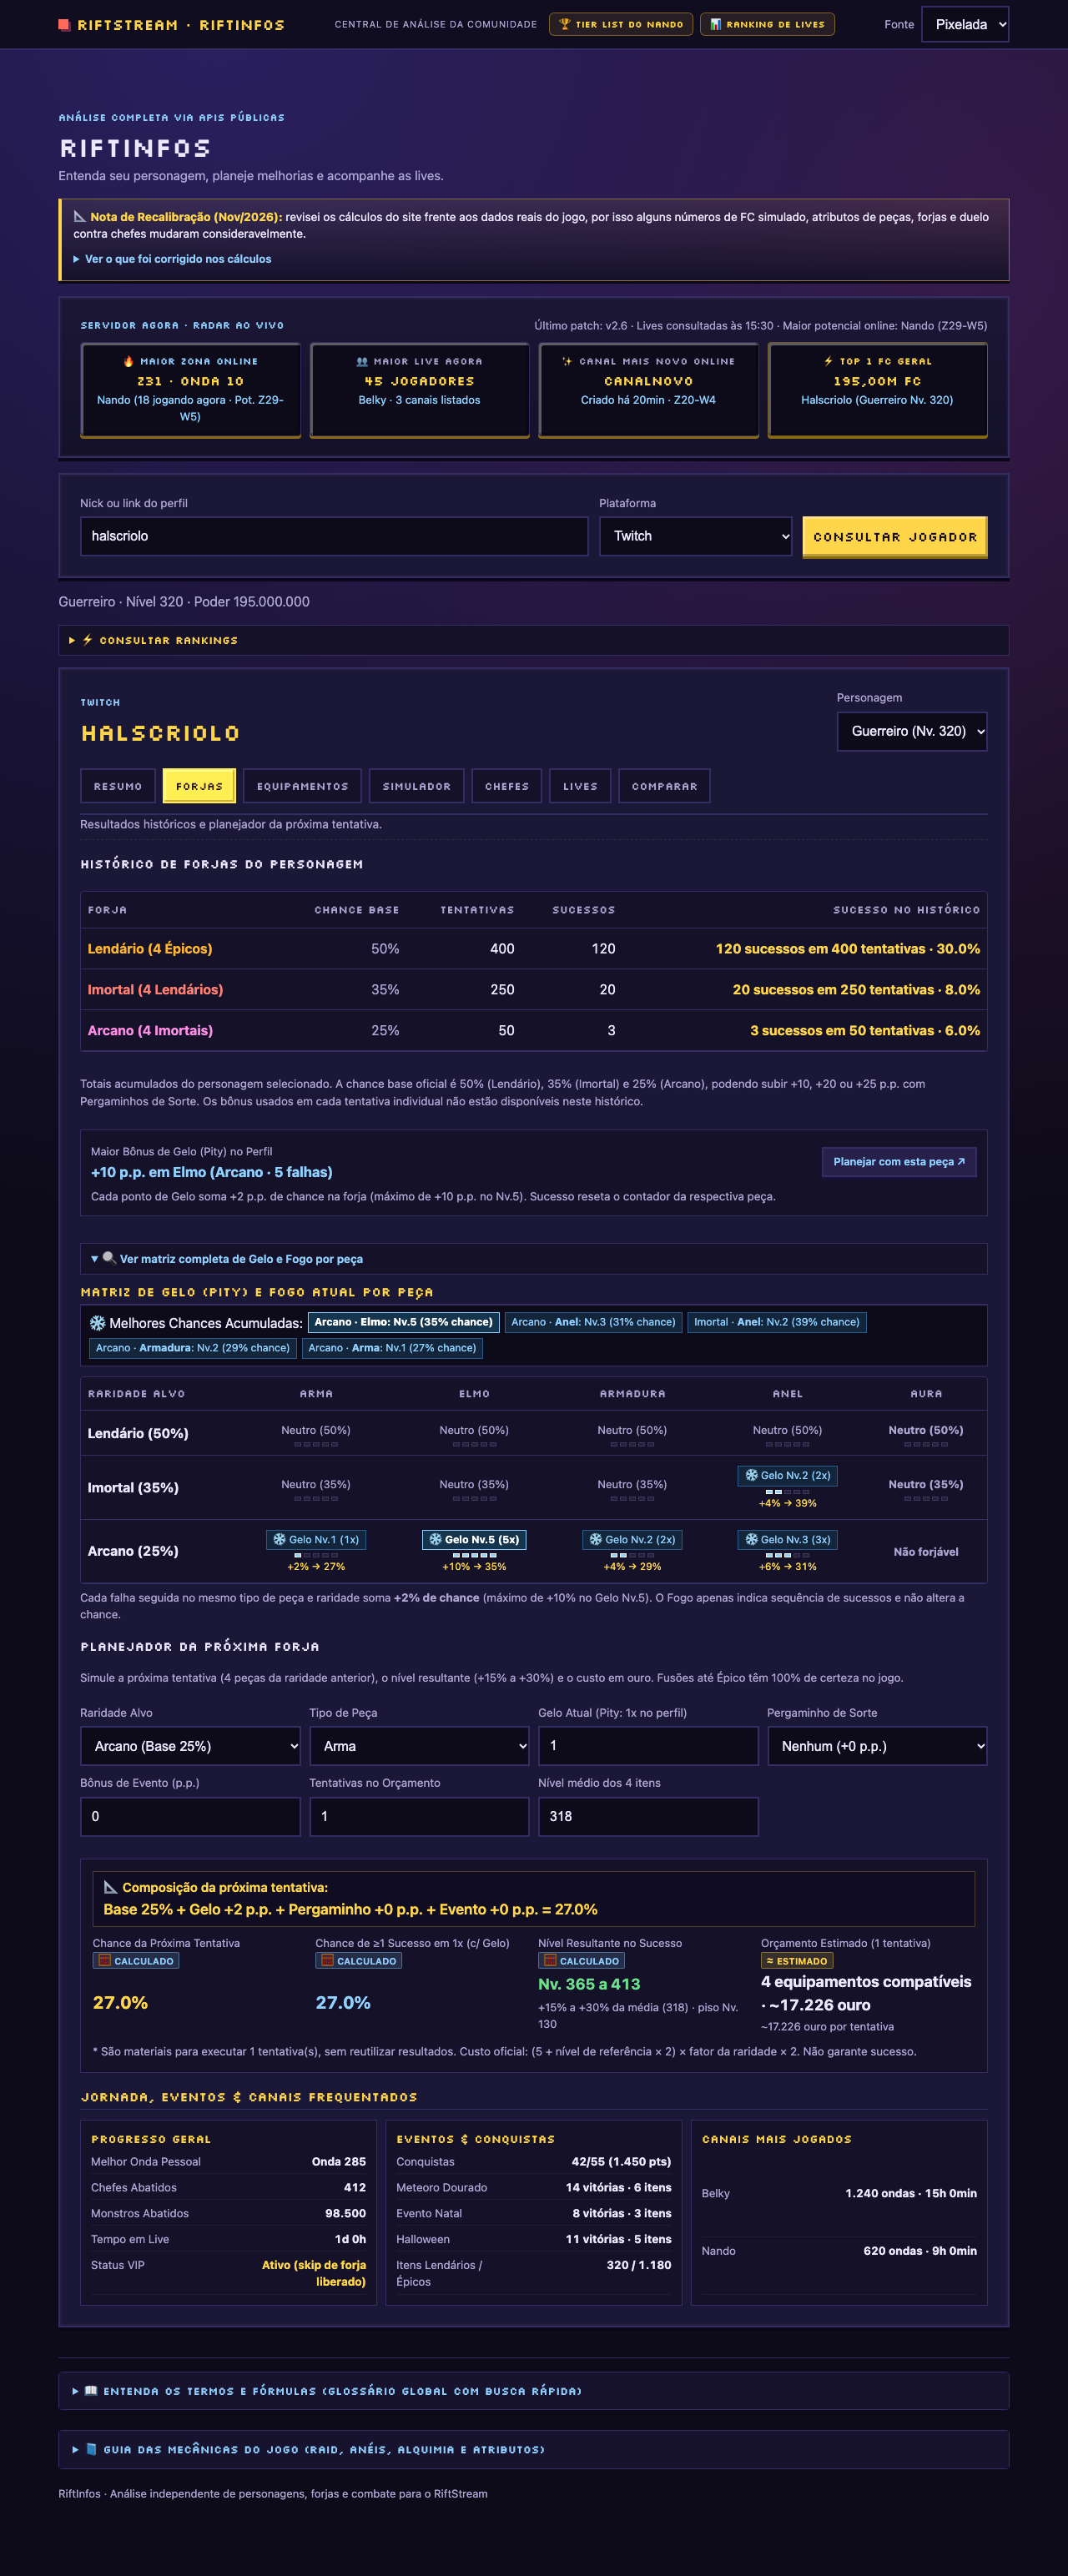 RIFTSTREAM · RIFTINFOS
CENTRAL DE ANÁLISE DA COMUNIDADE
🏆 TIER LIST DO NANDO
📊 RANKING DE LIVES
Fonte
Pixelada
ANÁLISE COMPLETA VIA APIS PÚBLICAS
RIFTINFOS
Entenda seu personagem, planeje melhorias e acompanhe as lives.
📐 Nota de Recalibração (Nov/2026): revisei os cálculos do site frente aos dados reais do jogo, por isso alguns números de FC simulado, atributos de peças, forjas e duelo
contra chefes mudaram consideravelmente.
▶ Ver o que foi corrigido nos cálculos
SERVIDOR AGORA · RADAR AO VIVO
Último patch: v2.6 · Lives consultadas às 15:30 · Maior potencial online: Nando (Z29-W5)
🔥 MAIOR ZONA ONLINE
Z31 · ONDA 10
Nando (18 jogando agora · Pot. Z29-
W5)
👥 MAIOR LIVE AGORA
45 JOGADORES
Belky · 3 canais listados
✨ CANAL MAIS NOVO ONLINE
CANALNOVO
Criado há 20min · Z20-W4
⚡ TOP 1 FC GERAL
195,00M FC
Halscriolo (Guerreiro Nv. 320)
Nick ou link do perfil
halscriolo
Plataforma
Twitch
CONSULTAR JOGADOR
Guerreiro · Nível 320 · Poder 195.000.000
▶ ⚡ CONSULTAR RANKINGS
TWITCH
HALSCRIOLO
Personagem
Guerreiro (Nv. 320)
RESUMO
FORJAS
EQUIPAMENTOS
SIMULADOR
CHEFES
LIVES
COMPARAR
Resultados históricos e planejador da próxima tentativa.
HISTÓRICO DE FORJAS DO PERSONAGEM
FORJA CHANCE BASE TENTATIVAS SUCESSOS SUCESSO NO HISTÓRICO
Lendário (4 Épicos) 50% 400 120 120 sucessos em 400 tentativas · 30.0%
Imortal (4 Lendários) 35% 250 20 20 sucessos em 250 tentativas · 8.0%
Arcano (4 Imortais) 25% 50 3 3 sucessos em 50 tentativas · 6.0%
Totais acumulados do personagem selecionado. A chance base oficial é 50% (Lendário), 35% (Imortal) e 25% (Arcano), podendo subir +10, +20 ou +25 p.p. com
Pergaminhos de Sorte. Os bônus usados em cada tentativa individual não estão disponíveis neste histórico.
Maior Bônus de Gelo (Pity) no Perfil
+10 p.p. em Elmo (Arcano · 5 falhas)
Cada ponto de Gelo soma +2 p.p. de chance na forja (máximo de +10 p.p. no Nv.5). Sucesso reseta o contador da respectiva peça.
Planejar com esta peça ↗
▼ 🔍 Ver matriz completa de Gelo e Fogo por peça
MATRIZ DE GELO (PITY) E FOGO ATUAL POR PEÇA
❄️ Melhores Chances Acumuladas: Arcano · Elmo: Nv.5 (35% chance) Arcano · Anel: Nv.3 (31% chance) Imortal · Anel: Nv.2 (39% chance)
Arcano · Armadura: Nv.2 (29% chance) Arcano · Arma: Nv.1 (27% chance)
RARIDADE ALVO ARMA ELMO ARMADURA ANEL AURA
Lendário (50%) Neutro (50%) Neutro (50%) Neutro (50%) Neutro (50%) Neutro (50%)
Imortal (35%) Neutro (35%) Neutro (35%) Neutro (35%) ❄️ Gelo Nv.2 (2x) Neutro (35%)
+4% → 39%
Arcano (25%) ❄️ Gelo Nv.1 (1x) ❄️ Gelo Nv.5 (5x) ❄️ Gelo Nv.2 (2x) ❄️ Gelo Nv.3 (3x) Não forjável
+2% → 27% +10% → 35% +4% → 29% +6% → 31%
Cada falha seguida no mesmo tipo de peça e raridade soma +2% de chance (máximo de +10% no Gelo Nv.5). O Fogo apenas indica sequência de sucessos e não altera a
chance.
PLANEJADOR DA PRÓXIMA FORJA
Simule a próxima tentativa (4 peças da raridade anterior), o nível resultante (+15% a +30%) e o custo em ouro. Fusões até Épico têm 100% de certeza no jogo.
Raridade Alvo
Arcano (Base 25%)
Tipo de Peça
Arma
Gelo Atual (Pity: 1x no perfil)
1
Pergaminho de Sorte
Nenhum (+0 p.p.)
Bônus de Evento (p.p.)
0
Tentativas no Orçamento
1
Nível médio dos 4 itens
318
📐 Composição da próxima tentativa:
Base 25% + Gelo +2 p.p. + Pergaminho +0 p.p. + Evento +0 p.p. = 27.0%
Chance da Próxima Tentativa
🧮 CALCULADO
27.0%
Chance de ≥1 Sucesso em 1x (c/ Gelo)
🧮 CALCULADO
27.0%
Nível Resultante no Sucesso
🧮 CALCULADO
Nv. 365 a 413
+15% a +30% da média (318) · piso Nv.
130
Orçamento Estimado (1 tentativa)
≈ ESTIMADO
4 equipamentos compatíveis
· ~17.226 ouro
~17.226 ouro por tentativa
* São materiais para executar 1 tentativa(s), sem reutilizar resultados. Custo oficial: (5 + nível de referência × 2) × fator da raridade × 2. Não garante sucesso.
JORNADA, EVENTOS & CANAIS FREQUENTADOS
PROGRESSO GERAL
Melhor Onda Pessoal Onda 285
Chefes Abatidos 412
Monstros Abatidos 98.500
Tempo em Live 1d 0h
Status VIP Ativo (skip de forja
liberado)
EVENTOS & CONQUISTAS
Conquistas 42/55 (1.450 pts)
Meteoro Dourado 14 vitórias · 6 itens
Evento Natal 8 vitórias · 3 itens
Halloween 11 vitórias · 5 itens
Itens Lendários / 320 / 1.180
Épicos
CANAIS MAIS JOGADOS
Belky 1.240 ondas · 15h 0min
Nando 620 ondas · 9h 0min
▶ 📖 ENTENDA OS TERMOS E FÓRMULAS (GLOSSÁRIO GLOBAL COM BUSCA RÁPIDA)
▶ 📘 GUIA DAS MECÂNICAS DO JOGO (RAID, ANÉIS, ALQUIMIA E ATRIBUTOS)
RiftInfos · Análise independente de personagens, forjas e combate para o RiftStream